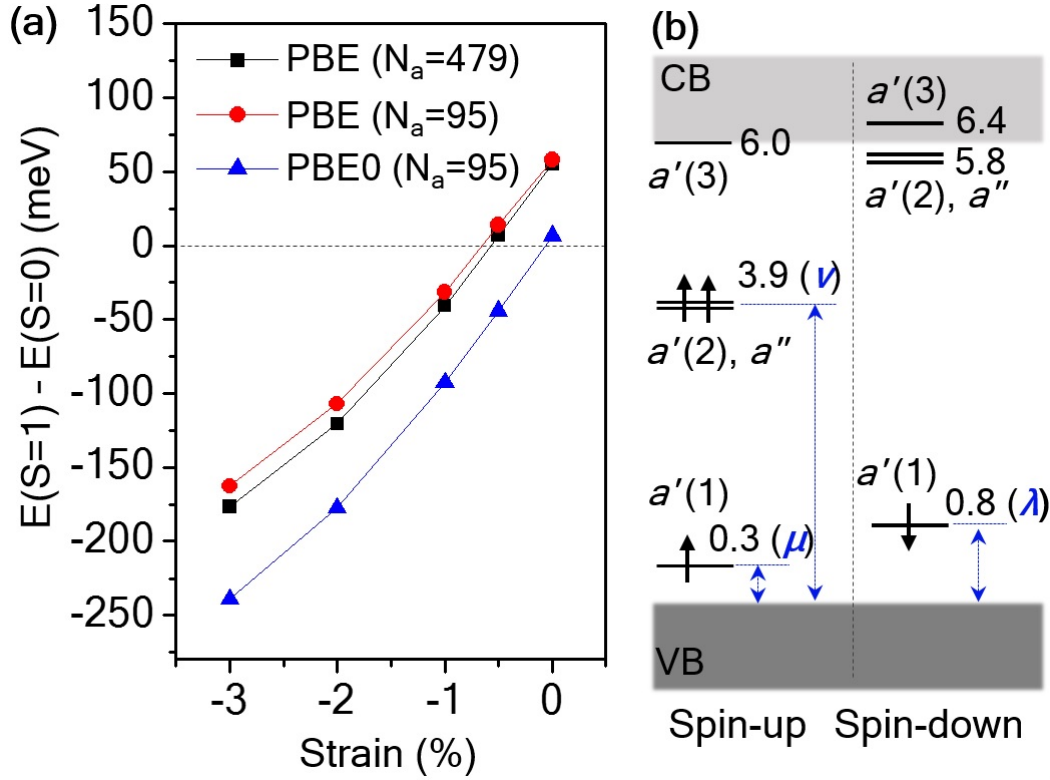 (a)
E(S=1) - E(S=0) (meV)
150
100
50
0
-50
-100
-150
-200
-250
PBE (Nₐ=479)
PBE (Nₐ=95)
PBE0 (Nₐ=95)
-3 -2 -1 0
Strain (%)
(b)
CB
a′(3)
6.4
6.0
a′(3)
5.8
a′(2), a″
3.9 (ν)
a′(2), a″
a′(1)
0.3 (μ)
a′(1)
0.8 (λ)
VB
Spin-up Spin-down